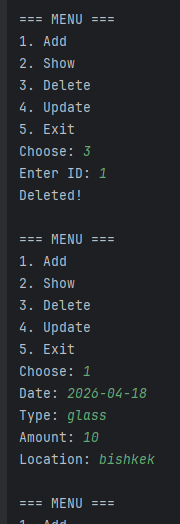 === MENU ===
1. Add
2. Show
3. Delete
4. Update
5. Exit
Choose: 3
Enter ID: 1
Deleted!
=== MENU ===
1. Add
2. Show
3. Delete
4. Update
5. Exit
Choose: 1
Date: 2026-04-18
Type: glass
Amount: 10
Location: bishkek
=== MENU ===
1. Add